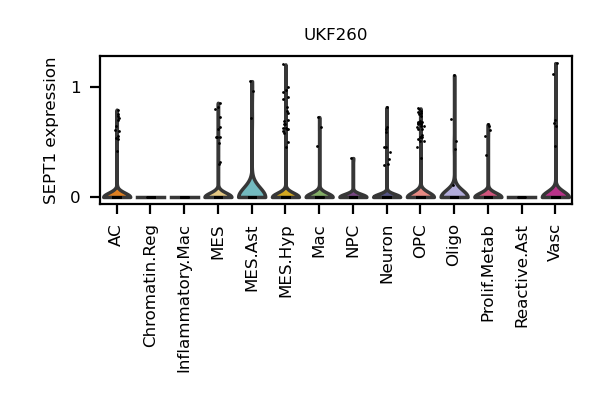 UKF260
SEPT1 expression
1
0
AC
Chromatin.Reg
Inflammatory.Mac
MES
MES.Ast
MES.Hyp
Mac
NPC
Neuron
OPC
Oligo
Prolif.Metab
Reactive.Ast
Vasc